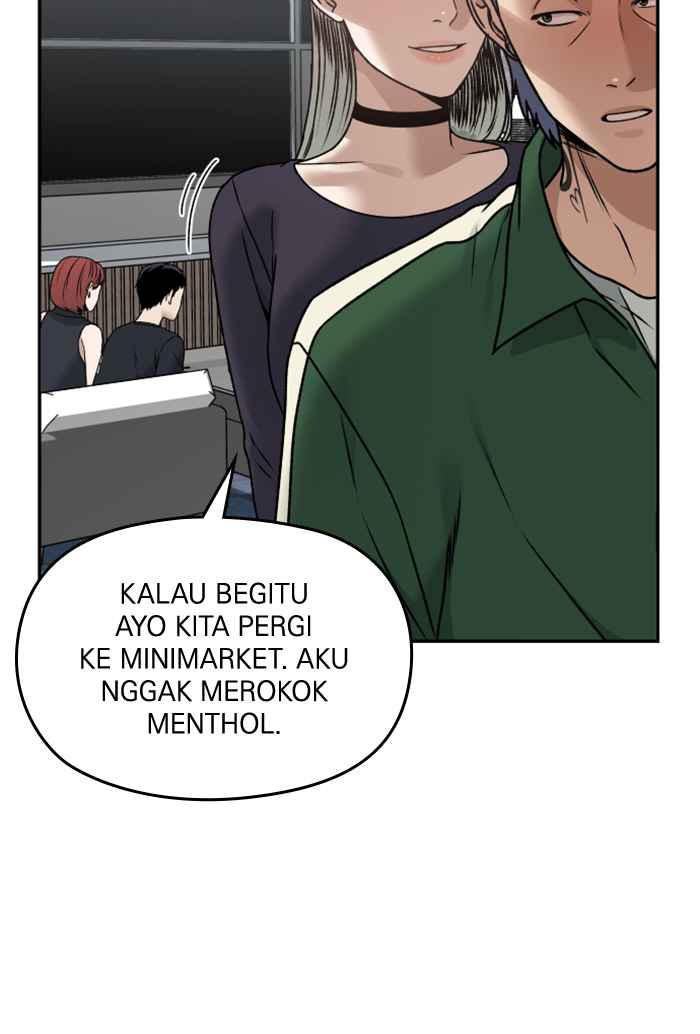 KALAU BEGITU
AYO KITA PERGI
KE MINIMARKET. AKU
NGGAK MEROKOK
MENTHOL.